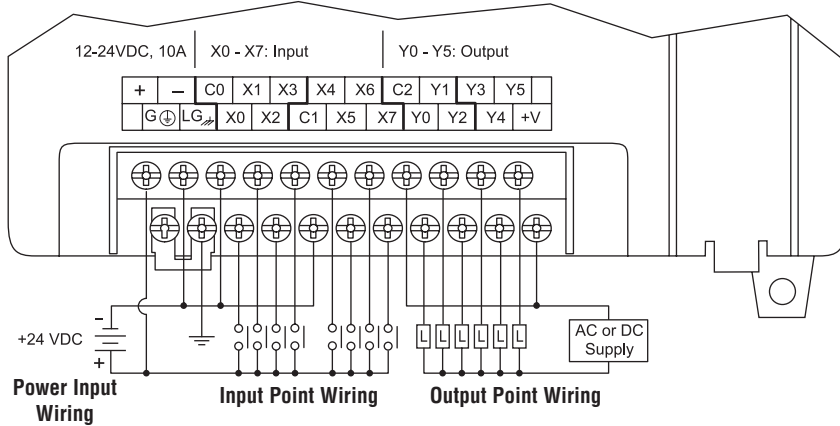 12-24VDC, 10A X0 - X7: Input Y0 - Y5: Output
+ – C0 X1 X3 X4 X6 C2 Y1 Y3 Y5
G LG X0 X2 C1 X5 X7 Y0 Y2 Y4 +V
-
+24 VDC
+
L L L L L L
AC or DC
Supply
Power Input
Wiring
Input Point Wiring
Output Point Wiring